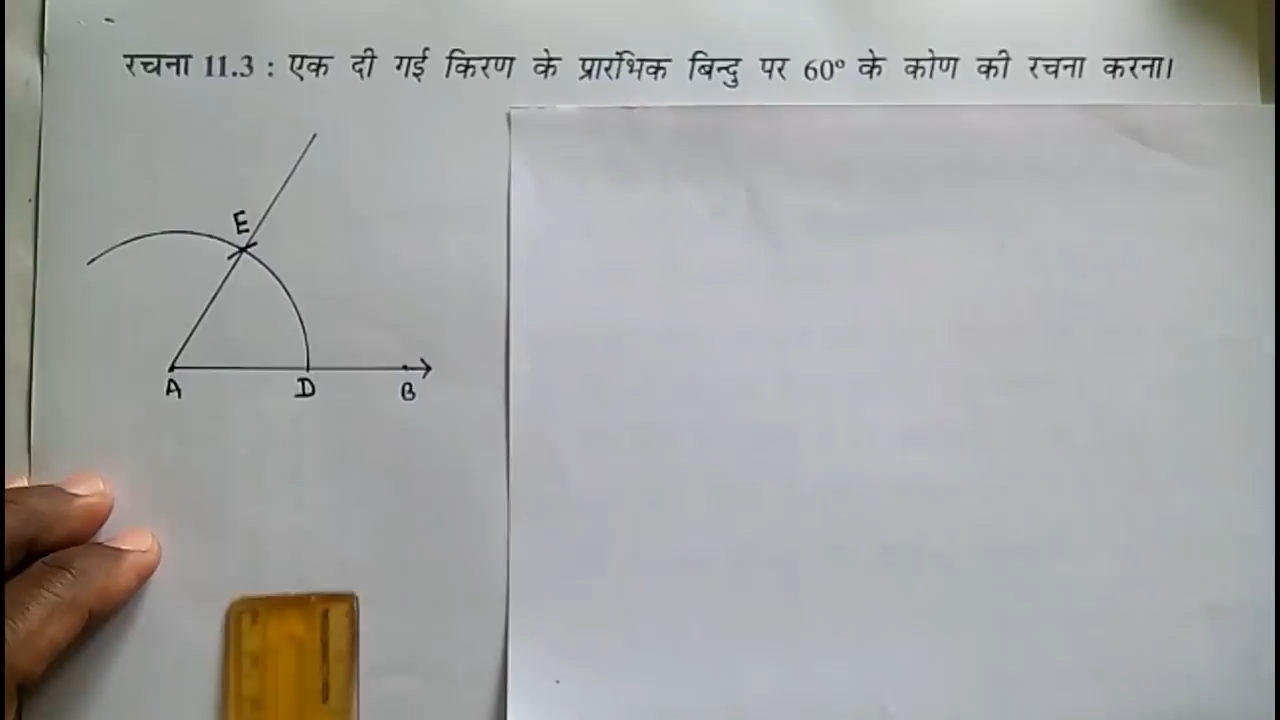 रचना 11.3 : एक दी गई किरण के प्रारंभिक बिन्दु पर 60° के कोण की रचना करना।
E
A D B